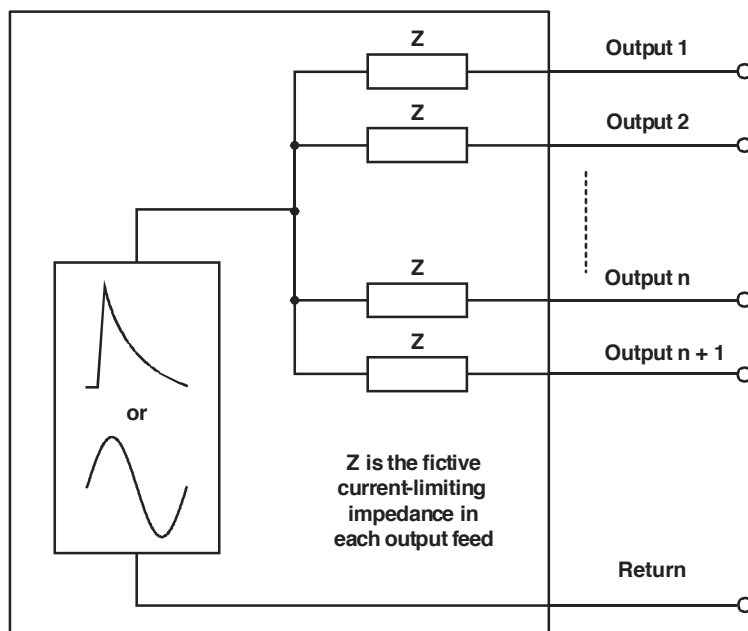 Z
Output 1
Z
Output 2
Z
Output n
Z
Output n + 1
or
Z is the fictive
current-limiting
impedance in
each output feed
Return